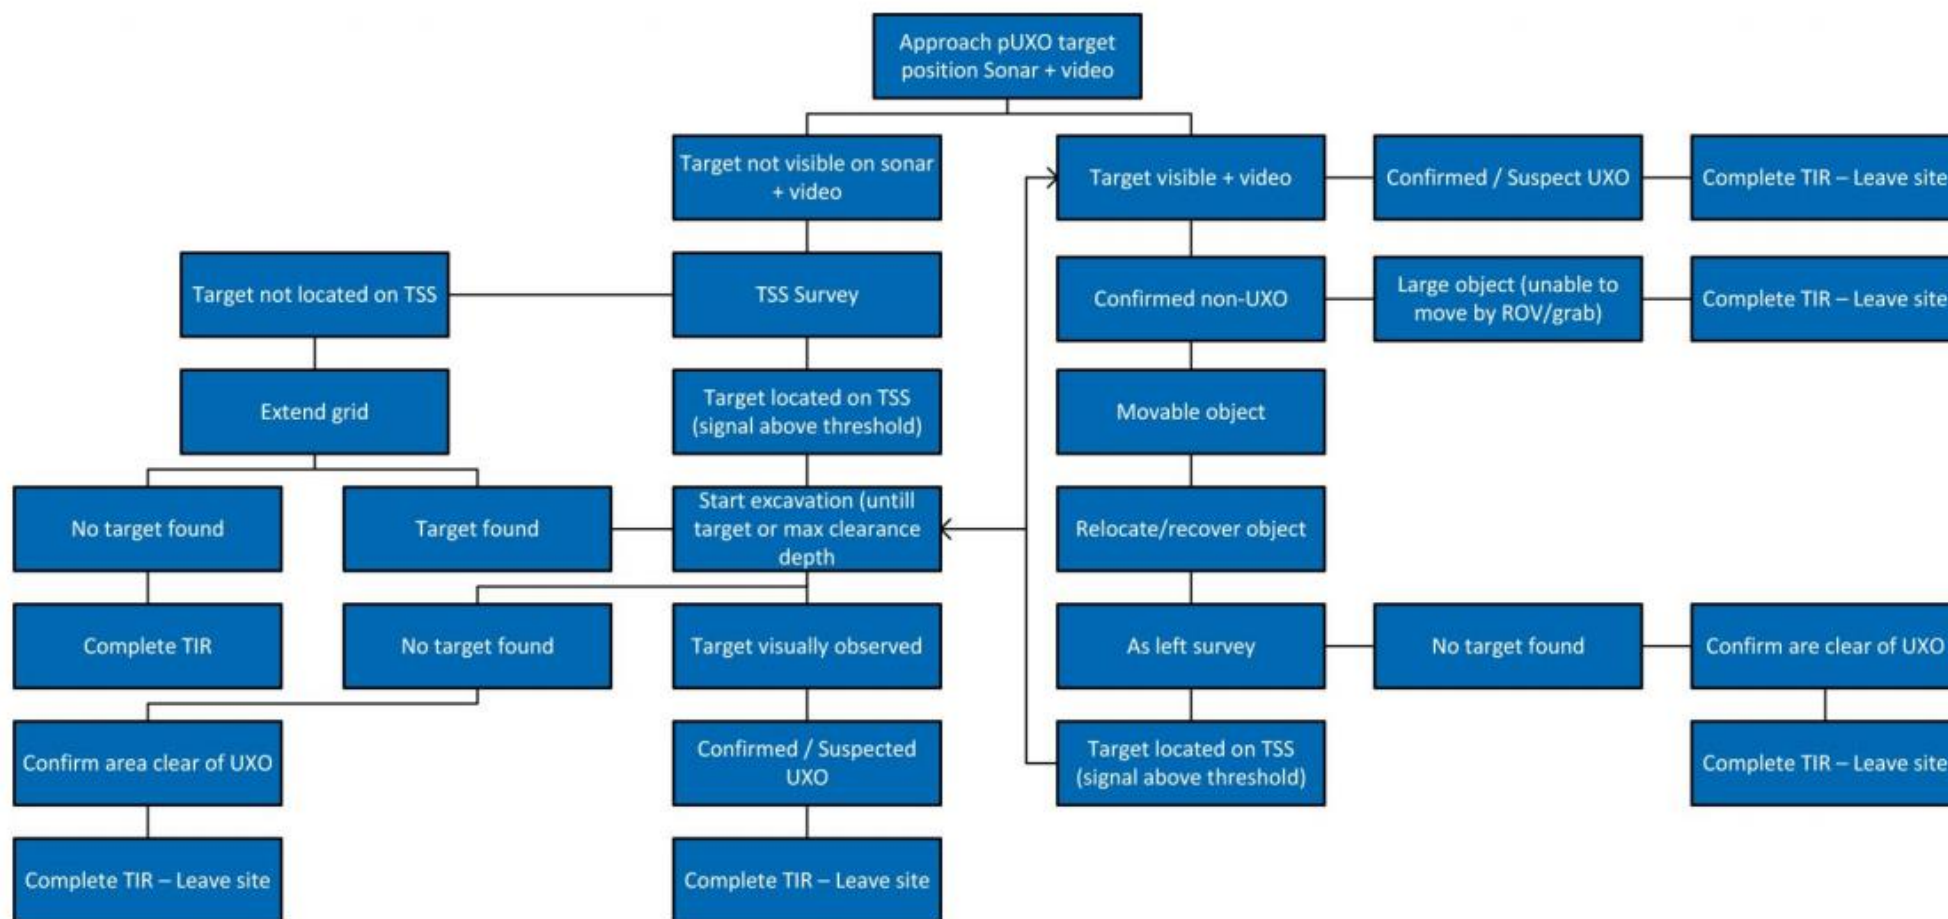 Approach pUXO target
position Sonar + video
Target not visible on sonar
+ video
Target visible + video
Confirmed / Suspect UXO
Complete TIR – Leave site
Target not located on TSS
TSS Survey
Confirmed non-UXO
Large object (unable to
move by ROV/grab)
Complete TIR – Leave site
Extend grid
Target located on TSS
(signal above threshold)
Movable object
No target found
Target found
Start excavation (untill
target or max clearance
depth
Relocate/recover object
Complete TIR
No target found
Target visually observed
As left survey
No target found
Confirm are clear of UXO
Confirm area clear of UXO
Confirmed / Suspected
UXO
Target located on TSS
(signal above threshold)
Complete TIR – Leave site
Complete TIR – Leave site
Complete TIR – Leave site